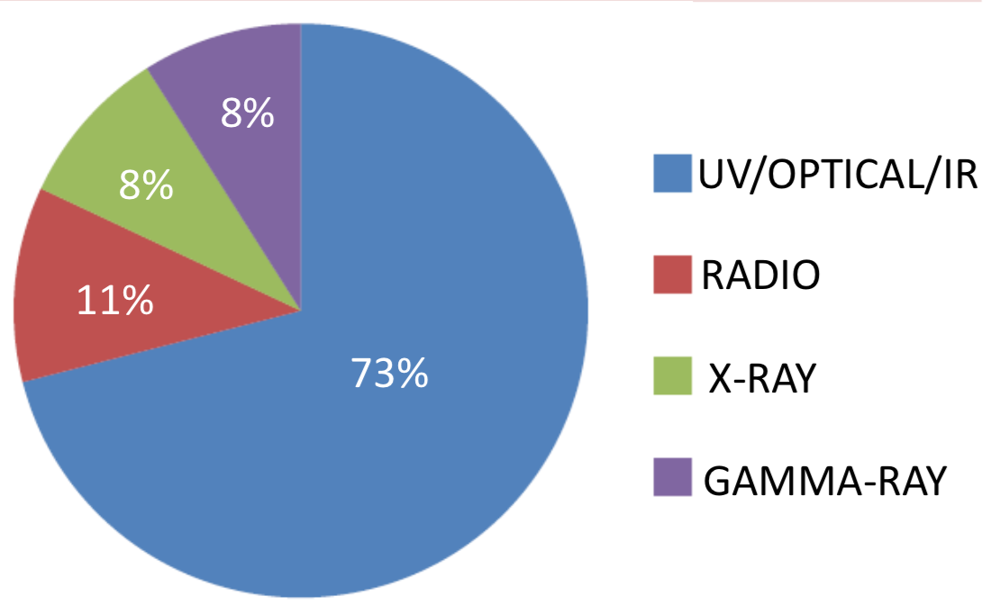 8%
8%
11%
73%
UV/OPTICAL/IR
RADIO
X-RAY
GAMMA-RAY